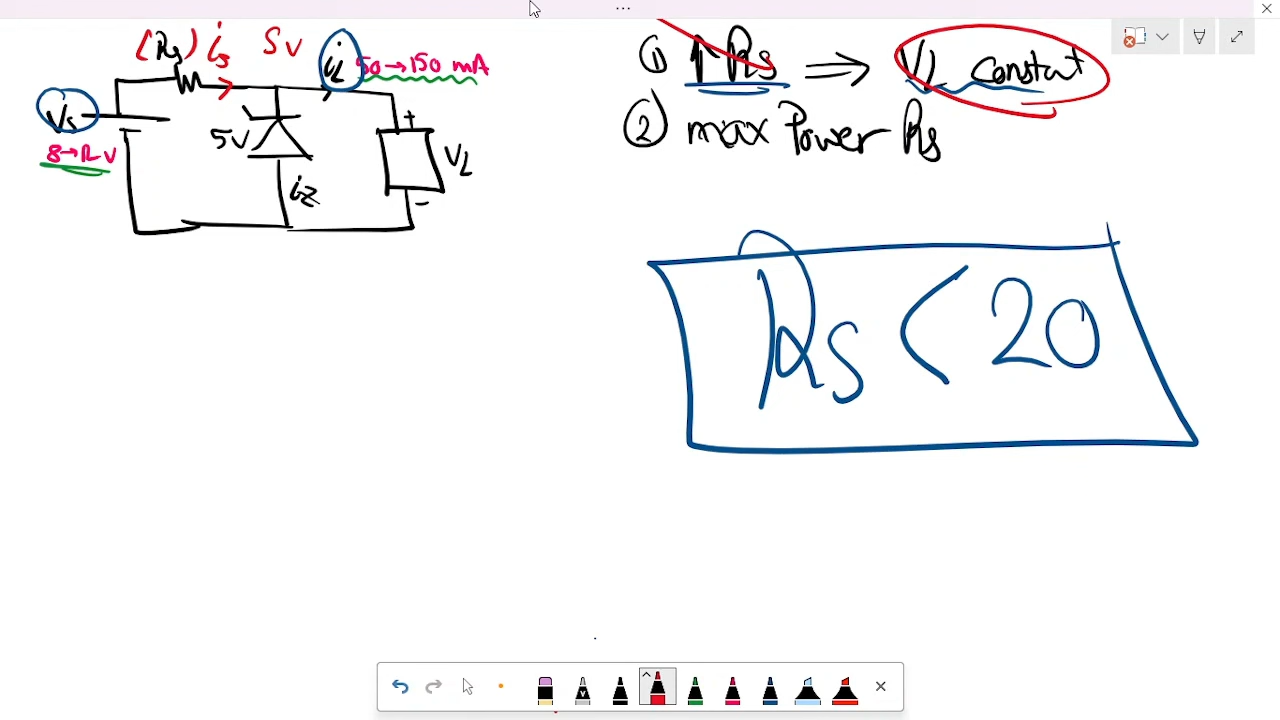 (Rs) is 5v iL 50→150 mA
Vs
8→12 v
5V
iz
+
VL
-
① ↑ Rs ⇒ VL constant
② max Power Rs
Rs < 20